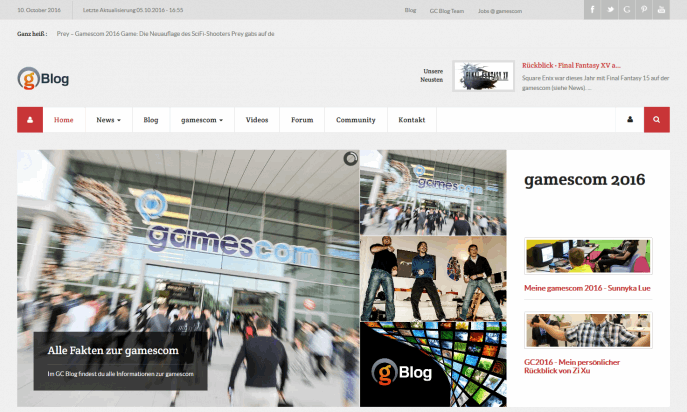 10. October 2016
Letzte Aktualisierung 05.10.2016 - 16:55
Blog
GC Blog Team
Jobs @ gamescom
Ganz heiß :
Prey – Gamescom 2016 Game: Die Neuauflage des SciFi-Shooters Prey gabs auf de
gBlog
Unsere
Neusten
FINAL FANTASY XV
Rückblick - Final Fantasy XV a...
Square Enix war dieses Jahr mit Final Fantasy 15 auf der
gamescom (siehe News). ...
Home
News
Blog
gamescom
Videos
Forum
Community
Kontakt
gamescom
gamescom
Alle Fakten zur gamescom
Im GC Blog findest du alle Informationen zur gamescom
gBlog
gamescom 2016
Meine gamescom 2016 - Sunnyka Lue
GC2016 - Mein persönlicher
Rückblick von Zi Xu